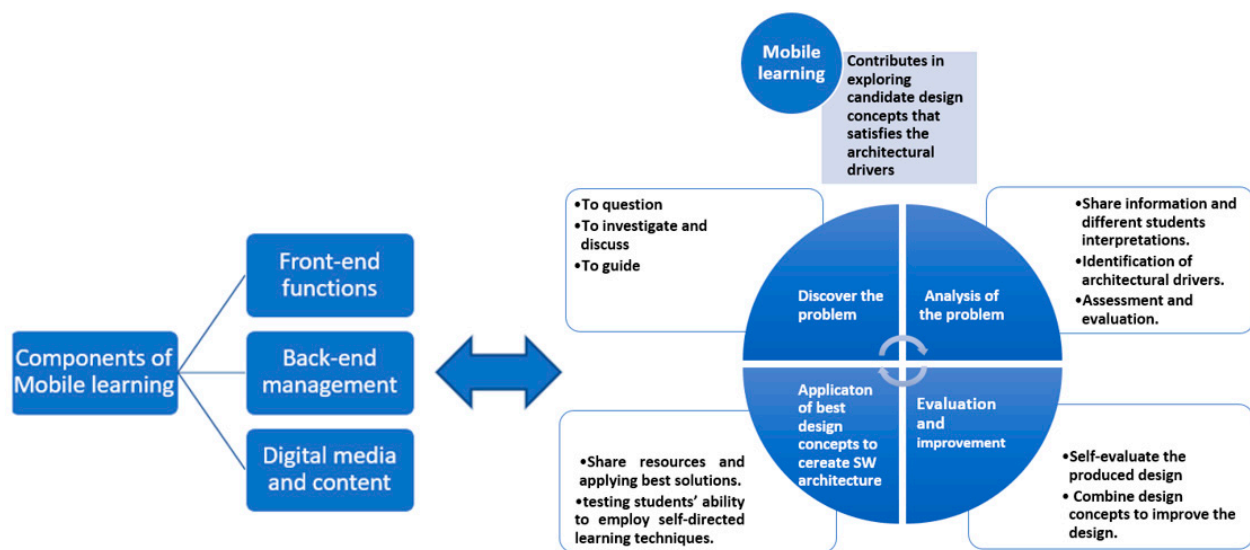 Mobile
learning
Contributes in
exploring
candidate design
concepts that
satisfies the
architectural
drivers
•To question
•To investigate and
discuss
•To guide
•Share information and
different students
interpretations.
•Identification of
architectural drivers.
•Assessment and
evaluation.
Discover the
problem
Analysis of
the problem
Components of
Mobile learning
Front-end
functions
Back-end
management
Digital media
and content
Applicaton of
of best
design
concepts to
cereate SW
architecture
Evaluation
and
improvement
•Share resources and
applying best solutions.
•testing students’ ability
to employ self-directed
learning techniques.
•Self-evaluate the
produced design
• Combine design
concepts to improve the
design.